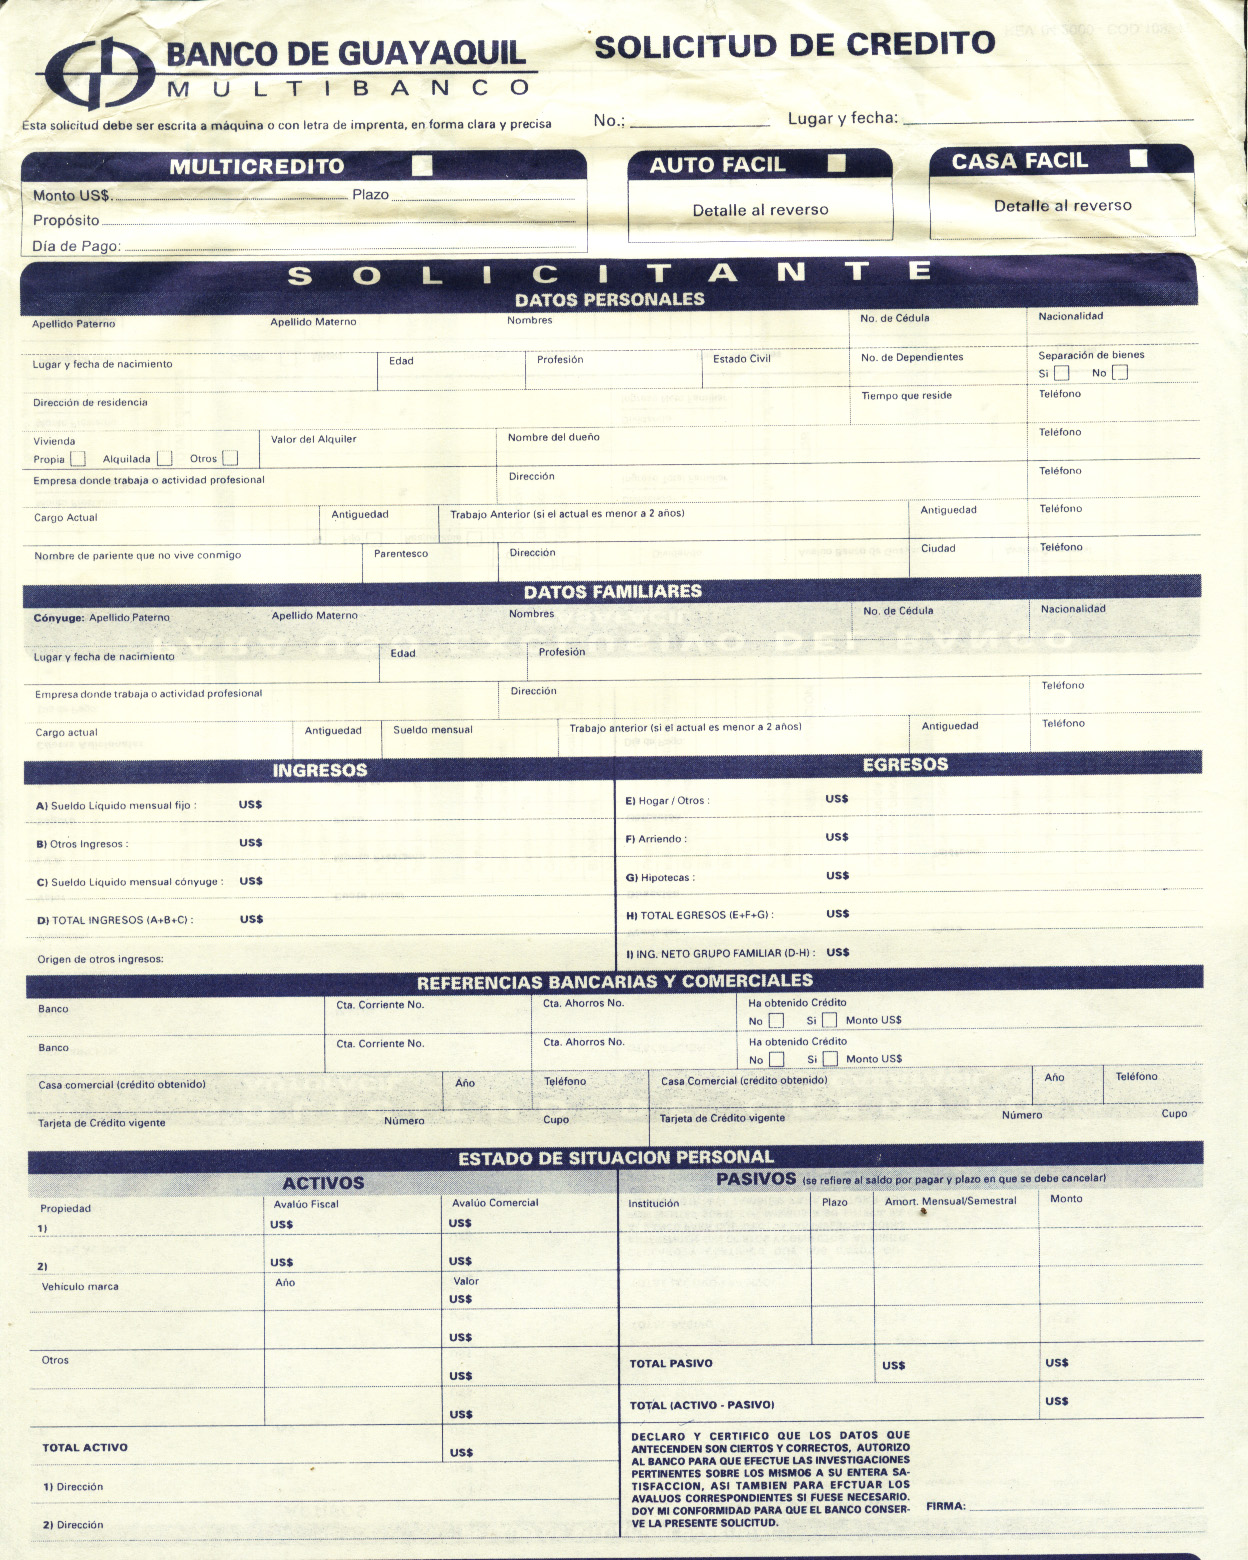 BANCO DE GUAYAQUIL
MULTIBANCO
SOLICITUD DE CREDITO
Esta solicitud debe ser escrita a máquina o con letra de imprenta, en forma clara y precisa
No.: Lugar y fecha:
MULTICREDITO
Monto US$. Plazo
Propósito
Día de Pago:
AUTO FACIL
Detalle al reverso
CASA FACIL
Detalle al reverso
SOLICITANTE
DATOS PERSONALES
Apellido Paterno Apellido Materno Nombres No. de Cédula Nacionalidad
Lugar y fecha de nacimiento Edad Profesión Estado Civil No. de Dependientes Separación de bienes
Si No
Dirección de residencia Tiempo que reside Teléfono
Vivienda Valor del Alquiler Nombre del dueño Teléfono
Propia Alquilada Otros
Empresa donde trabaja o actividad profesional Dirección Teléfono
Cargo Actual Antiguedad Trabajo Anterior (si el actual es menor a 2 años) Antiguedad Teléfono
Nombre de pariente que no vive conmigo Parentesco Dirección Ciudad Teléfono
DATOS FAMILIARES
Cónyuge: Apellido Paterno Apellido Materno Nombres No. de Cédula Nacionalidad
Lugar y fecha de nacimiento Edad Profesión
Empresa donde trabaja o actividad profesional Dirección Teléfono
Cargo actual Antiguedad Sueldo mensual Trabajo anterior (si el actual es menor a 2 años) Antiguedad Teléfono
INGRESOS
A) Sueldo Líquido mensual fijo : US$
B) Otros Ingresos : US$
C) Sueldo Líquido mensual cónyuge : US$
D) TOTAL INGRESOS (A+B+C) : US$
Origen de otros ingresos:
EGRESOS
E) Hogar / Otros : US$
F) Arriendo : US$
G) Hipotecas : US$
H) TOTAL EGRESOS (E+F+G) : US$
I) ING. NETO GRUPO FAMILIAR (D-H) : US$
REFERENCIAS BANCARIAS Y COMERCIALES
Banco Cta. Corriente No. Cta. Ahorros No. Ha obtenido Crédito
No Si Monto US$
Banco Cta. Corriente No. Cta. Ahorros No. Ha obtenido Crédito
No Si Monto US$
Casa comercial (crédito obtenido) Año Teléfono Casa Comercial (crédito obtenido) Año Teléfono
Tarjeta de Crédito vigente Número Cupo Tarjeta de Crédito vigente Número Cupo
ESTADO DE SITUACION PERSONAL
ACTIVOS
Propiedad Avalúo Fiscal Avalúo Comercial
1) US$ US$
2) US$ US$
Vehículo marca Año Valor
US$
US$
Otros
US$
US$
TOTAL ACTIVO US$
1) Dirección
2) Dirección
PASIVOS (se refiere al saldo por pagar y plazo en que se debe cancelar)
Institución Plazo Amort. Mensual/Semestral Monto
TOTAL PASIVO US$ US$
TOTAL (ACTIVO - PASIVO) US$
DECLARO Y CERTIFICO QUE LOS DATOS QUE
ANTECENDEN SON CIERTOS Y CORRECTOS, AUTORIZO
AL BANCO PARA QUE EFECTUE LAS INVESTIGACIONES
PERTINENTES SOBRE LOS MISMOS A SU ENTERA SA-
TISFACCION, ASI TAMBIEN PARA EFCTUAR LOS
AVALUOS CORRESPONDIENTES SI FUESE NECESARIO.
DOY MI CONFORMIDAD PARA QUE EL BANCO CONSER-
VE LA PRESENTE SOLICITUD.
FIRMA: